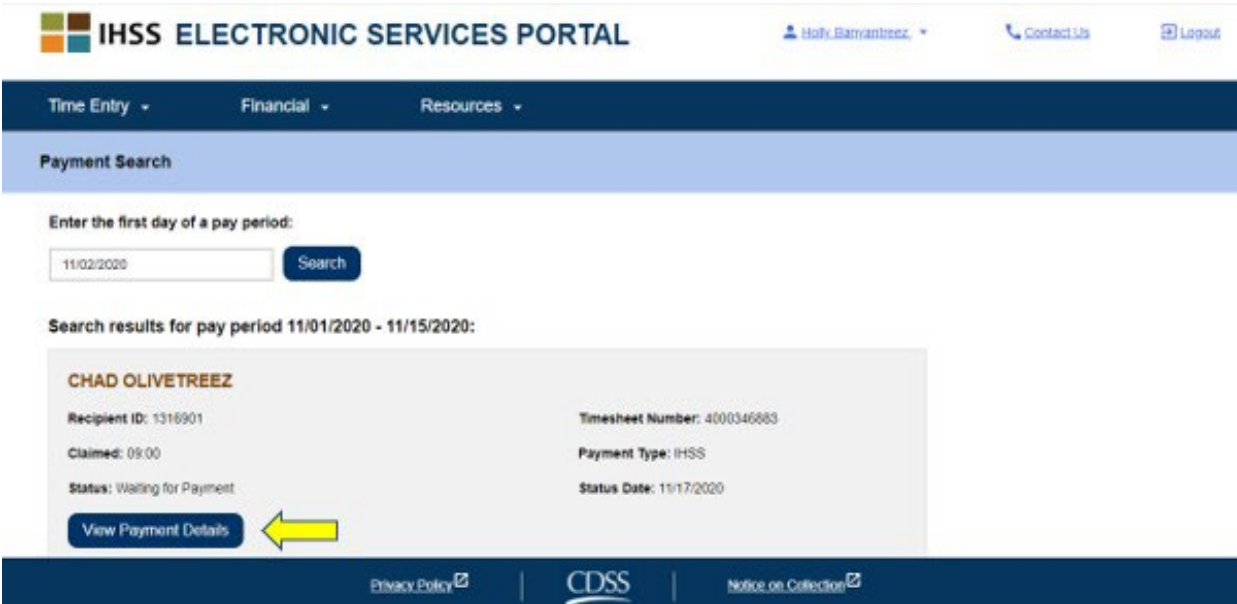 IHSS ELECTRONIC SERVICES PORTAL
Holly Banyantreez
Contact Us
Logout
Time Entry
Financial
Resources
Payment Search
Enter the first day of a pay period:
11/02/2020
Search
Search results for pay period 11/01/2020 - 11/15/2020:
CHAD OLIVETREEZ
Recipient ID: 1316901
Timesheet Number: 4000346883
Claimed: 09:00
Payment Type: IHSS
Status: Waiting for Payment
Status Date: 11/17/2020
View Payment Details
Privacy Policy
CDSS
Notice on Collection